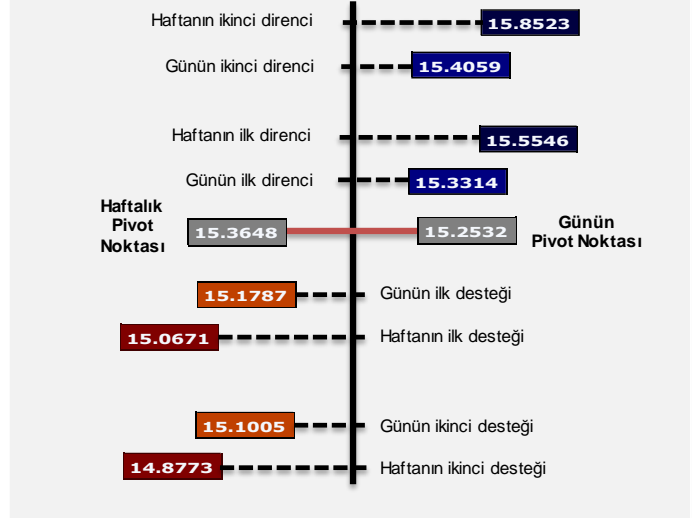 Haftanın ikinci direnci
15.8523
Günün ikinci direnci
15.4059
Haftanın ilk direnci
15.5546
Günün ilk direnci
15.3314
Haftalık
Pivot
Noktası
15.3648
15.2532
Günün
Pivot Noktası
15.1787
Günün ilk desteği
15.0671
Haftanın ilk desteği
15.1005
Günün ikinci desteği
14.8773
Haftanın ikinci desteği